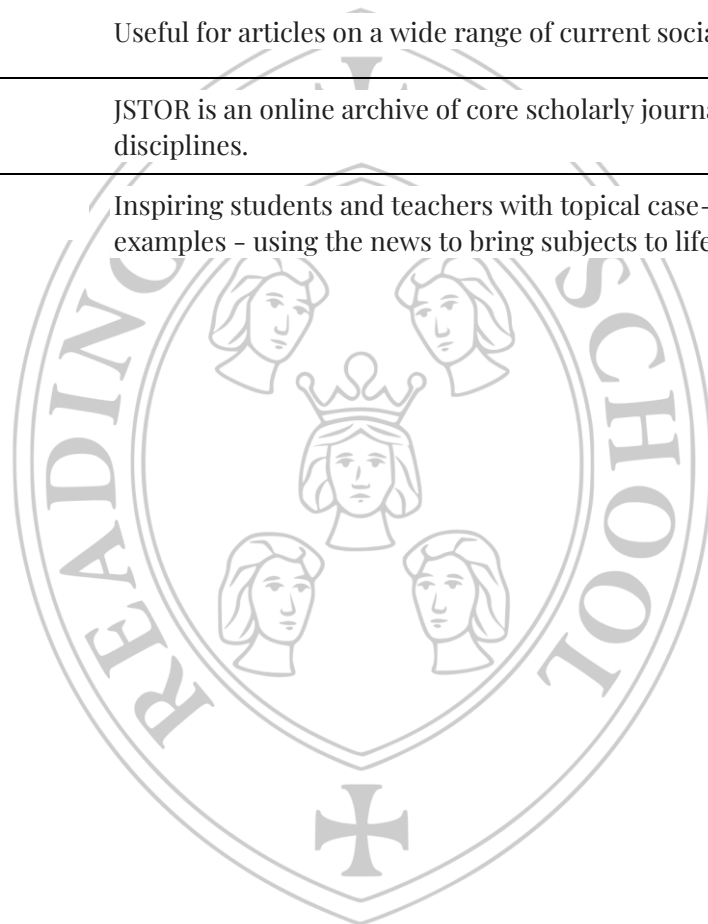 Useful for articles on a wide range of current socia
JSTOR is an online archive of core scholarly journa
disciplines.
Inspiring students and teachers with topical case-
examples - using the news to bring subjects to life
READING SCHOOL